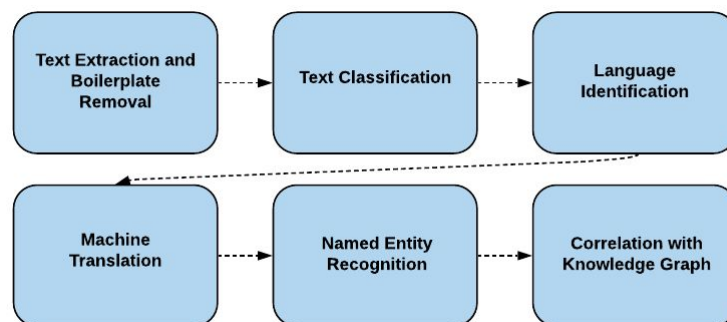 Text Extraction and
Boilerplate
Removal
Text Classification
Language
Identification
Machine
Translation
Named Entity
Recognition
Correlation with
Knowledge Graph